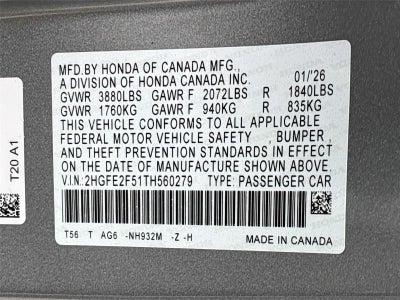 MFD.BY HONDA OF CANADA MFG.,
A DIVISION OF HONDA CANADA INC. 01/'26
GVWR 3880LBS GAWR F 2072LBS R 1840LBS
GVWR 1760KG GAWR F 940KG R 835KG
THIS VEHICLE CONFORMS TO ALL APPLICABLE
FEDERAL MOTOR VEHICLE SAFETY , BUMPER ,
AND THEFT PREVENTION STANDARDS IN EFFECT
ON THE DATE OF MANUFACTURE SHOWN ABOVE.
V.I.N.:2HGFE2F51TH560279 TYPE: PASSENGER CAR
T56 T AG6 -NH932M -Z -H MADE IN CANADA
T20 A1